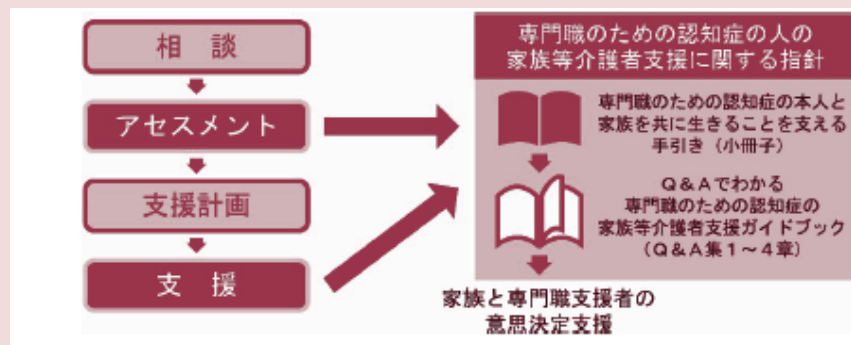 相 談
アセスメント
支援計画
支 援
専門職のための認知症の人の
家族等介護者支援に関する指針
専門職のための認知症の本人と
家族を共に生きることを支える
手引き（小冊子）
Q&Aでわかる
専門職のための認知症の
家族等介護者支援ガイドブック
（Q&A集1～4章）
家族と専門職支援者の
意思決定支援